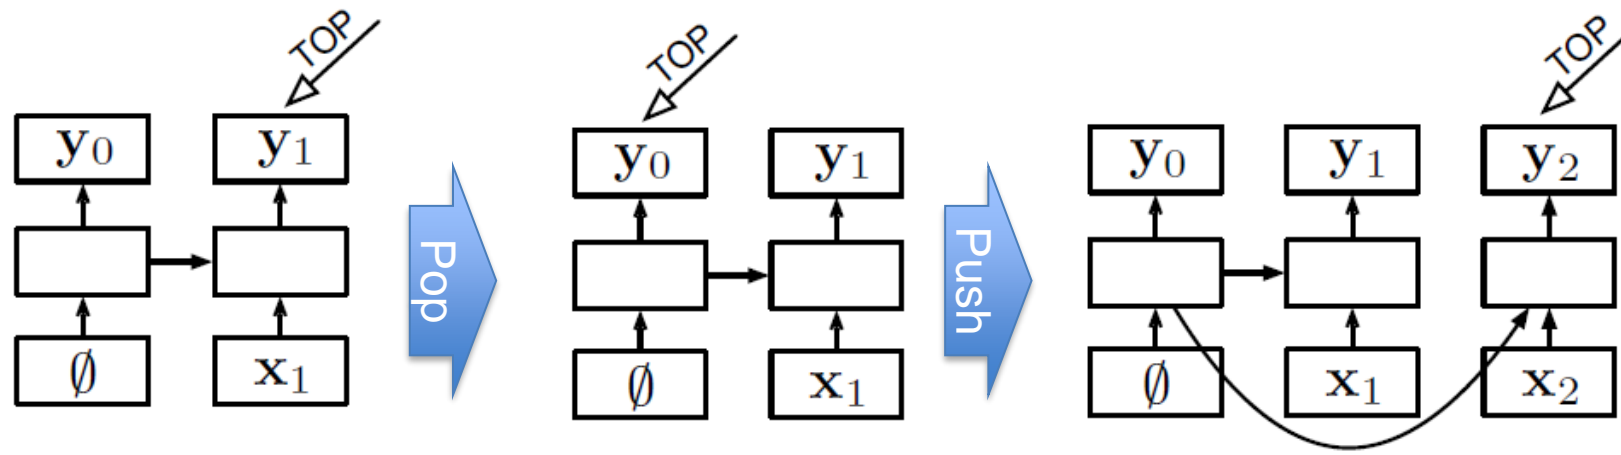 TOP
y₀ y₁
∅ x₁
Pop
TOP
y₀ y₁
∅ x₁
Push
TOP
y₀ y₁ y₂
∅ x₁ x₂